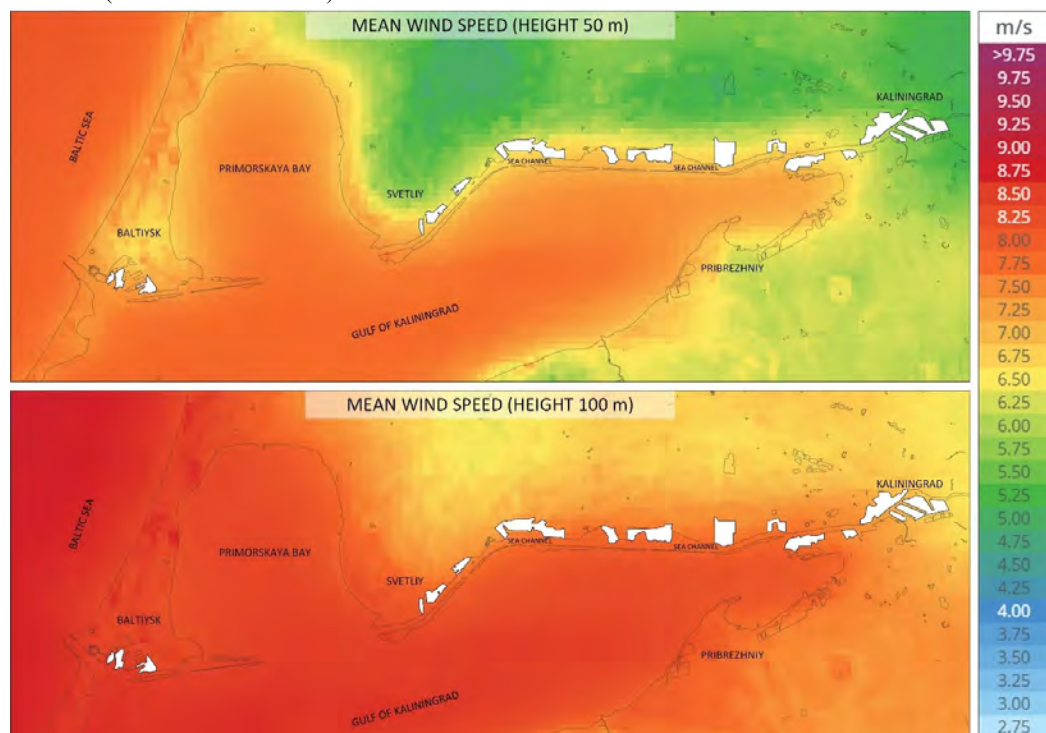 MEAN WIND SPEED (HEIGHT 50 m)
BALTIC SEA
PRIMORSKAYA BAY
BALTIYSK
SVETLIY
SEA CHANNEL
SEA CHANNEL
KALININGRAD
PRIBREZHNIY
GULF OF KALININGRAD
MEAN WIND SPEED (HEIGHT 100 m)
BALTIC SEA
PRIMORSKAYA BAY
BALTIYSK
SVETLIY
SEA CHANNEL
SEA CHANNEL
KALININGRAD
PRIBREZHNIY
GULF OF KALININGRAD
m/s
>9.75
9.75
9.50
9.25
9.00
8.75
8.50
8.25
8.00
7.75
7.50
7.25
7.00
6.75
6.50
6.25
6.00
5.75
5.50
5.25
5.00
4.75
4.50
4.25
4.00
3.75
3.50
3.25
3.00
2.75